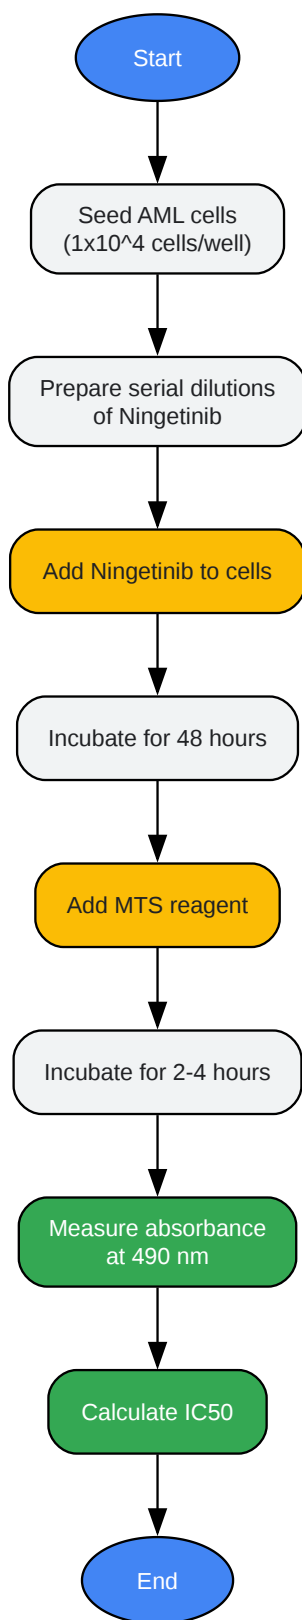 Start
Seed AML cells
(1x10^4 cells/well)
Prepare serial dilutions
of Ningetinib
Add Ningetinib to cells
Incubate for 48 hours
Add MTS reagent
Incubate for 2-4 hours
Measure absorbance
at 490 nm
Calculate IC50
End